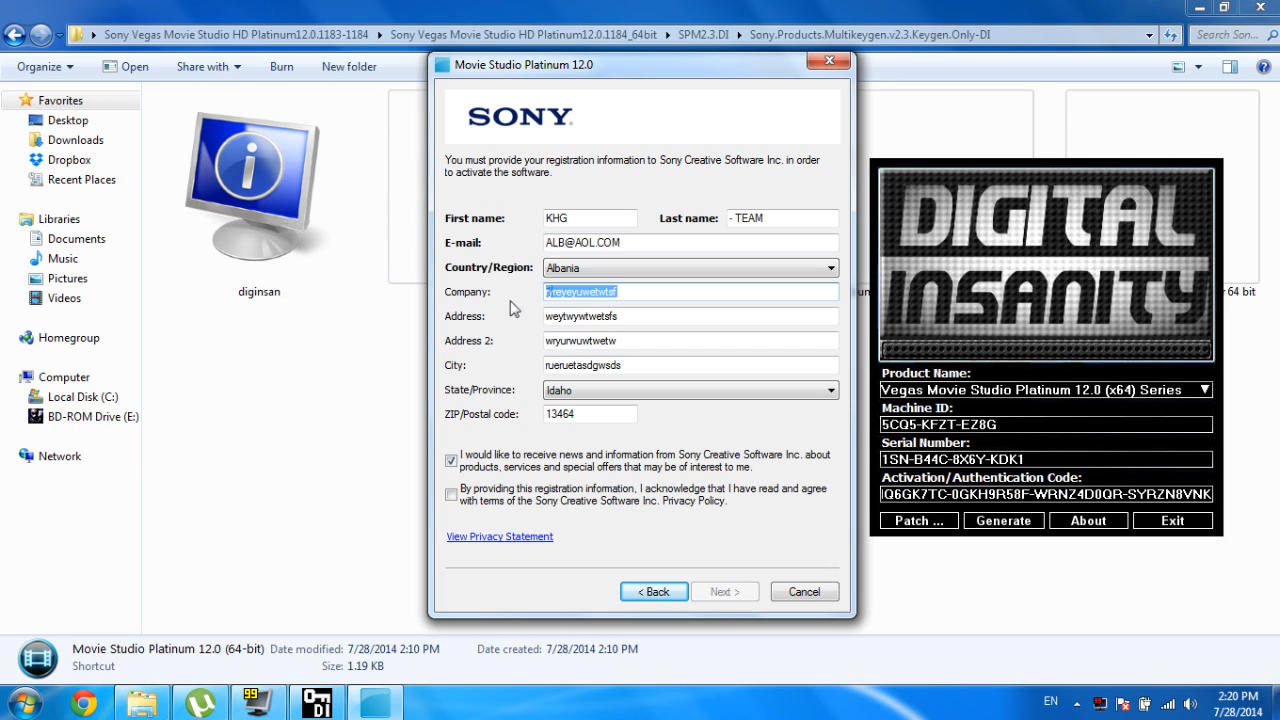 Sony Vegas Movie Studio HD Platinum12.0.1183-1184
Sony Vegas Movie Studio HD Platinum12.0.1184_64bit
SPM2.3.DI
Sony.Products.Multikeygen.v2.3.Keygen.Only-DI
Search Son...
Organize
Open
Share with
Burn
New folder
Favorites
Desktop
Downloads
Dropbox
Recent Places
Libraries
Documents
Music
Pictures
Videos
Homegroup
Computer
Local Disk (C:)
BD-ROM Drive (E:)
Network
diginsan
64 bit
Movie Studio Platinum 12.0
SONY
You must provide your registration information to Sony Creative Software Inc. in order
to activate the software.
First name: KHG Last name: - TEAM
E-mail: ALB@AOL.COM
Country/Region: Albania
Company:
Address: weytwywtwetsfs
Address 2: wryurwuwtwetw
City: rueruetasdgwsds
State/Province: Idaho
ZIP/Postal code: 13464
I would like to receive news and information from Sony Creative Software Inc. about
products, services and special offers that may be of interest to me.
By providing this registration information, I acknowledge that I have read and agree
with terms of the Sony Creative Software Inc. Privacy Policy.
View Privacy Statement
< Back
Next >
Cancel
DIGITAL
INSANITY
Product Name:
Vegas Movie Studio Platinum 12.0 (x64) Series
Machine ID:
5CQ5-KFZT-EZ8G
Serial Number:
1SN-B44C-8X6Y-KDK1
Activation/Authentication Code:
IQ6GK7TC-0GKH9R58F-WRNZ4D0QR-SYRZN8VNK
Patch ...
Generate
About
Exit
Movie Studio Platinum 12.0 (64-bit) Date modified: 7/28/2014 2:10 PM Date created: 7/28/2014 2:10 PM
Shortcut Size: 1.19 KB
99
DI
EN
2:20 PM
7/28/2014